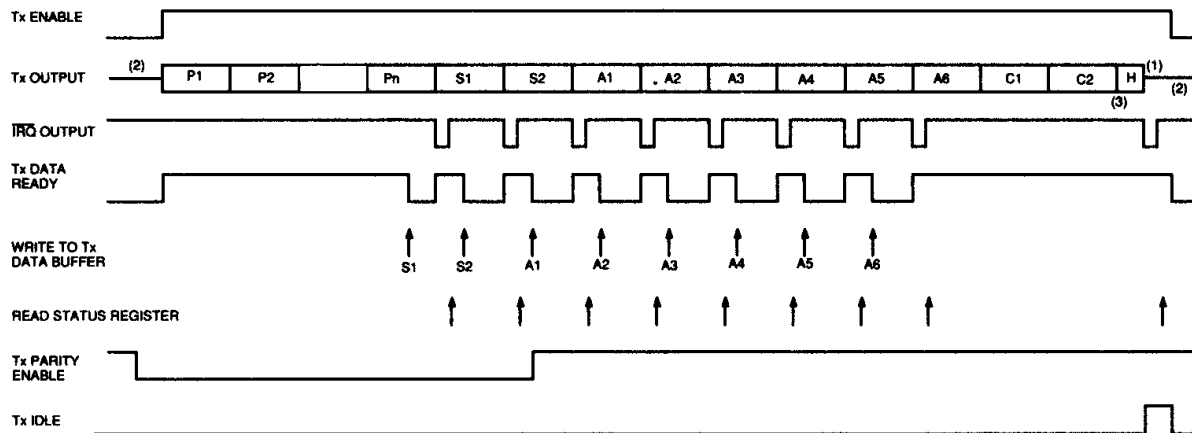 Tx ENABLE
(2)
Tx OUTPUT
P1 P2 Pn S1 S2 A1 A2 A3 A4 A5 A6 C1 C2 H
(1)
(2)
(3)
IRQ OUTPUT
Tx DATA
READY
WRITE TO Tx
DATA BUFFER
S1 S2 A1 A2 A3 A4 A5 A6
READ STATUS REGISTER
Tx PARITY
ENABLE
Tx IDLE